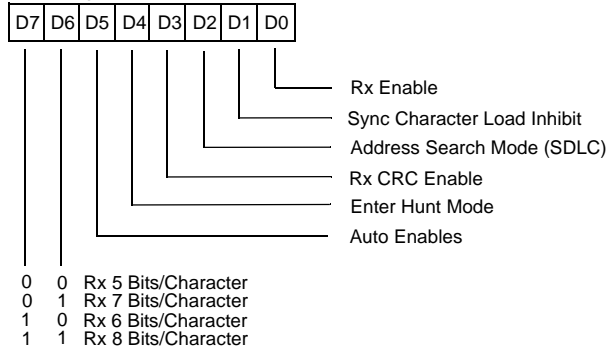 D7 D6 D5 D4 D3 D2 D1 D0
Rx Enable
Sync Character Load Inhibit
Address Search Mode (SDLC)
Rx CRC Enable
Enter Hunt Mode
Auto Enables
0 0 Rx 5 Bits/Character
0 1 Rx 7 Bits/Character
1 0 Rx 6 Bits/Character
1 1 Rx 8 Bits/Character